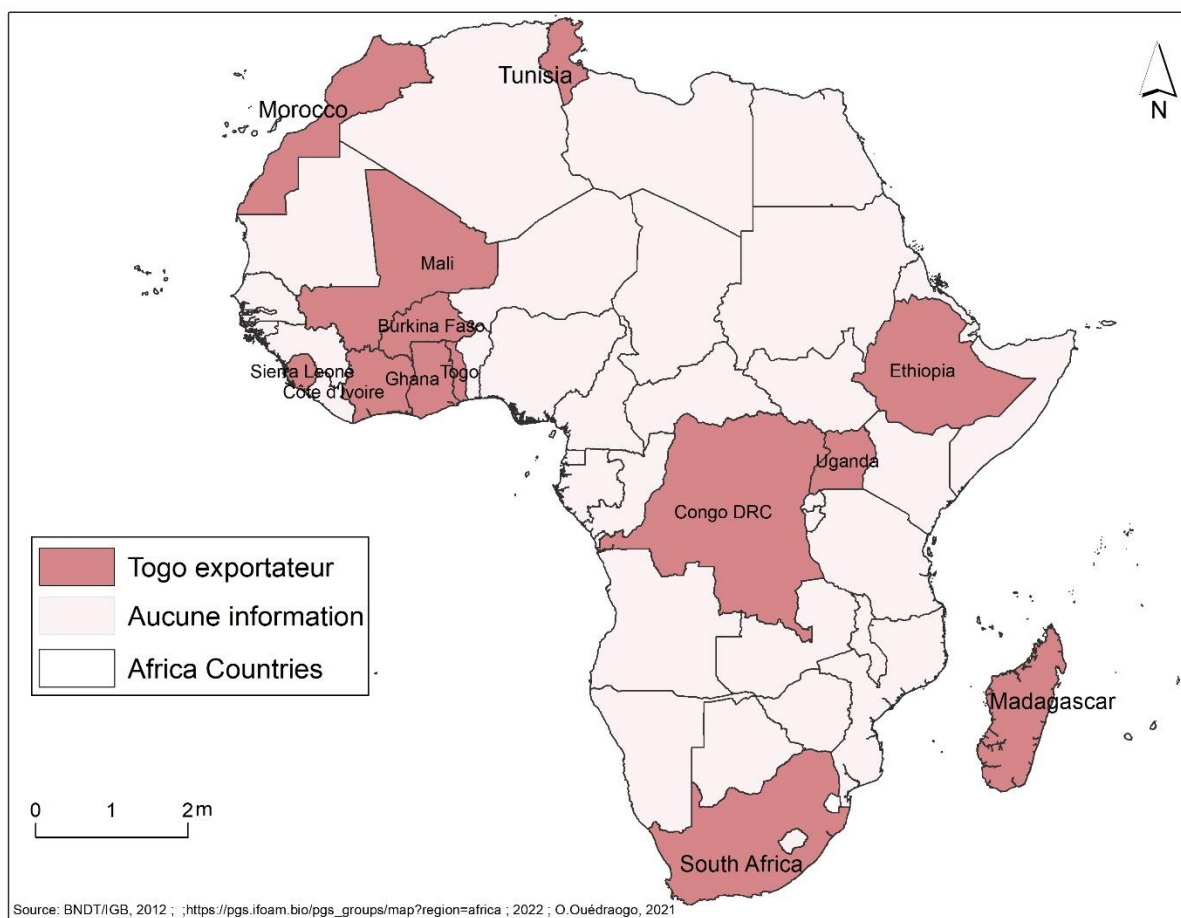 Tunisia
Morocco
N
Mali
Burkina Faso
Sierra Leone
Côte d'Ivoire
Ghana
Togo
Ethiopia
Uganda
Congo DRC
Togo exportateur
Aucune information
Africa Countries
Madagascar
0 1 2 m
South Africa
Source: BNDT/IGB, 2012 ; ;https://pgs.ifoam.bio/pgs_groups/map?region=africa ; 2022 ; O.Ouédraogo, 2021